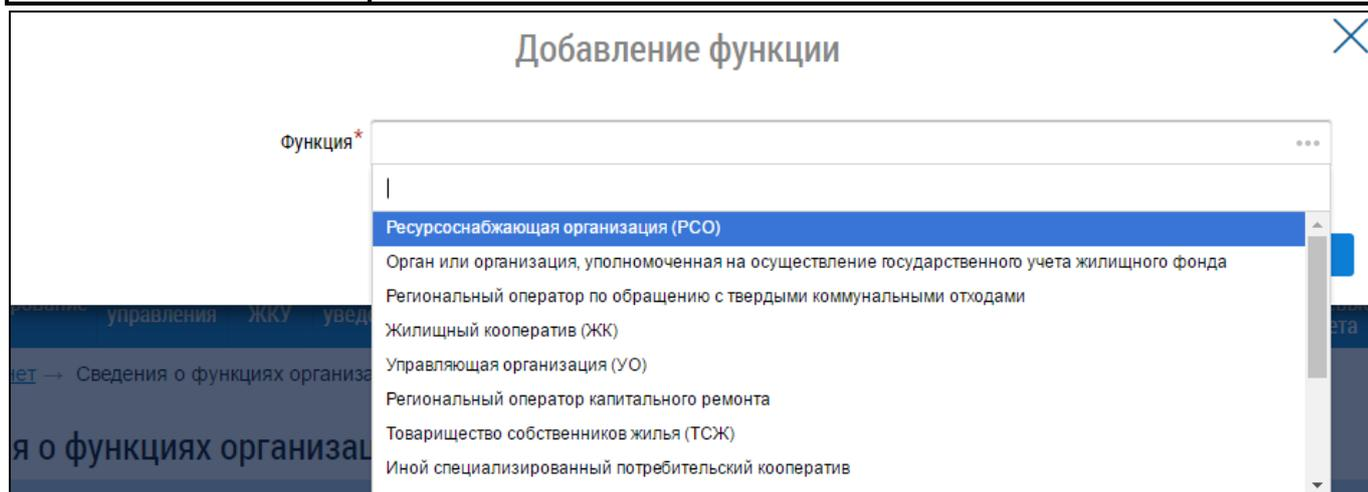 Добавление функции
Функция*
Ресурсоснабжающая организация (РСО)
Орган или организация, уполномоченная на осуществление государственного учета жилищного фонда
Региональный оператор по обращению с твердыми коммунальными отходами
управления ЖКУ
Жилищный кооператив (ЖК)
Управляющая организация (УО)
→ Сведения о функциях организа
Региональный оператор капитального ремонта
Товарищество собственников жилья (ТСЖ)
я о функциях организац
Иной специализированный потребительский кооператив